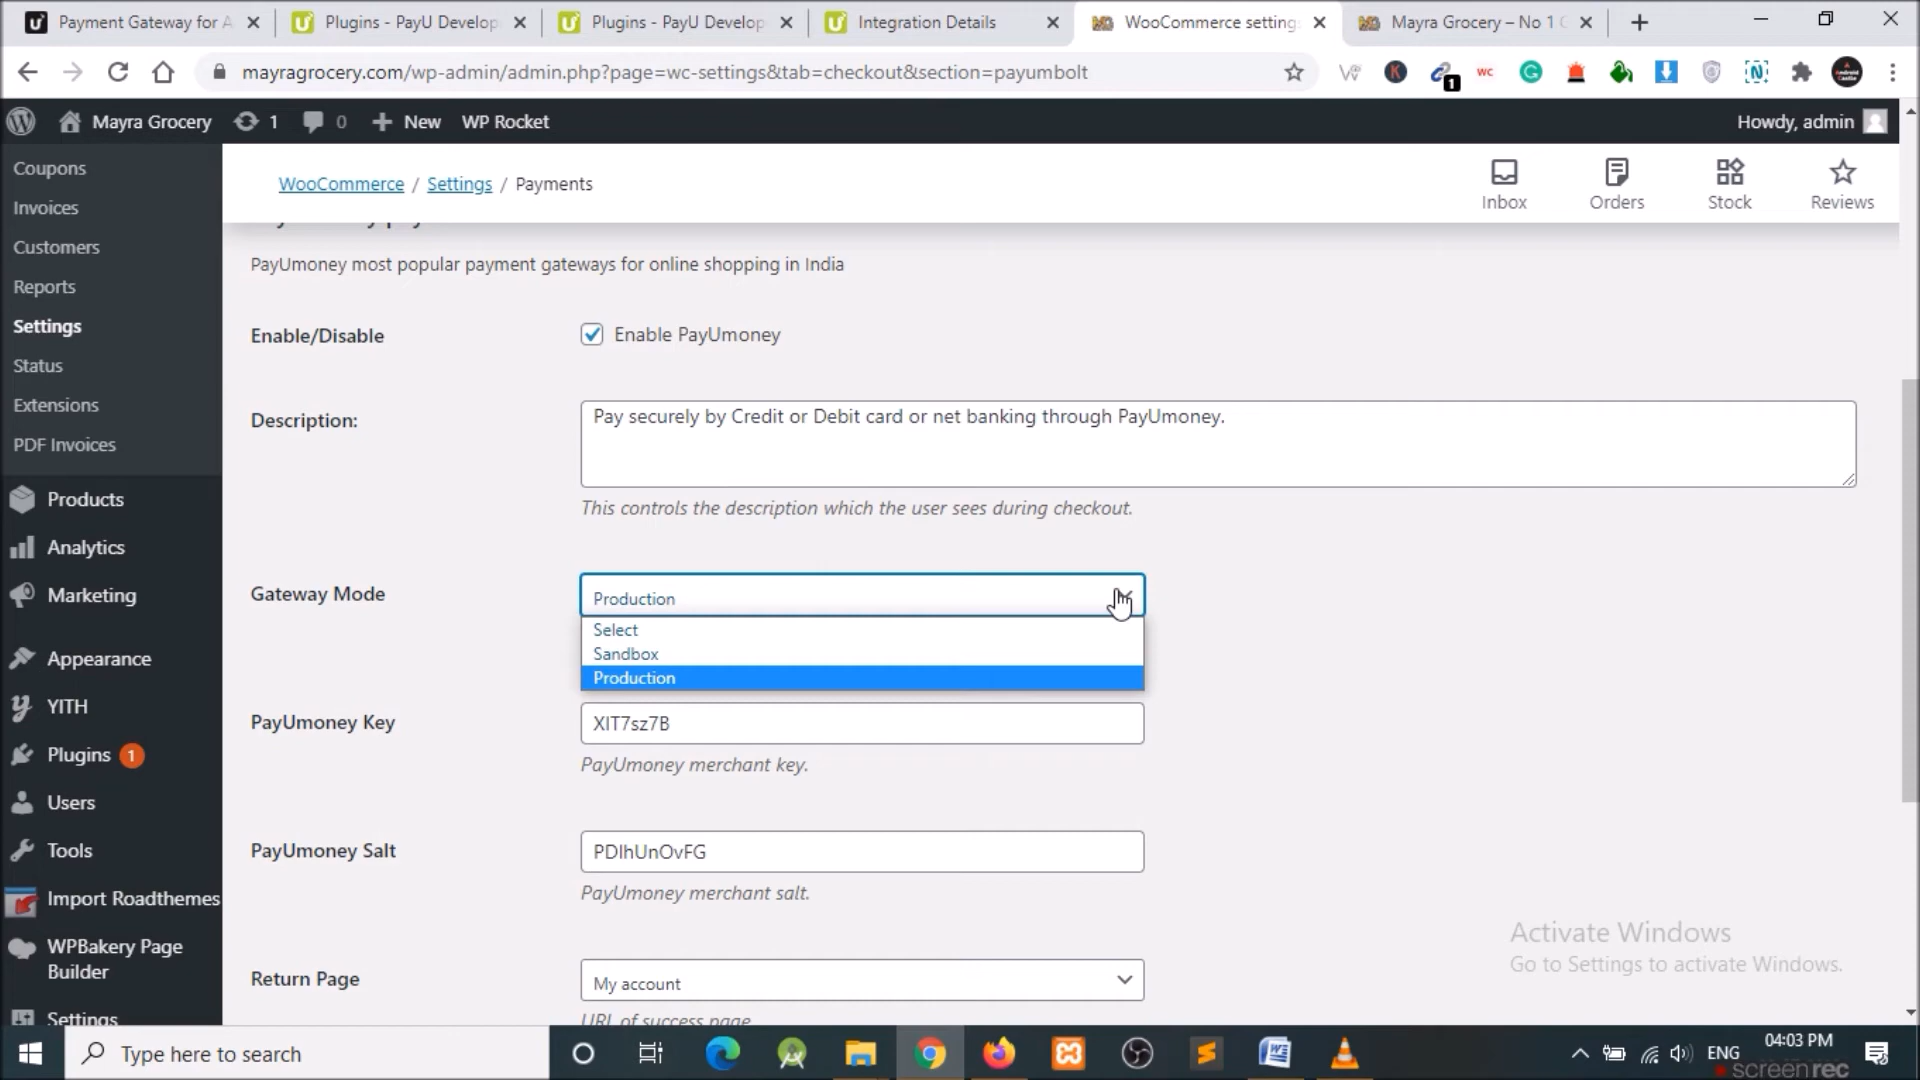 Payment Gateway for A
Plugins - PayU Develop
Plugins - PayU Develop
Integration Details
WooCommerce setting
Mayra Grocery – No 1 G
mayragrocery.com/wp-admin/admin.php?page=wc-settings&tab=checkout&section=payumbolt
WC
1
Mayra Grocery
1
0
New
WP Rocket
Howdy, admin
Coupons
Invoices
Customers
Reports
Settings
Status
Extensions
PDF Invoices
Products
Analytics
Marketing
Appearance
YITH
Plugins 1
Users
Tools
Import Roadthemes
WPBakery Page
Builder
Settings
WooCommerce / Settings / Payments
Inbox
Orders
Stock
Reviews
PayUmoney most popular payment gateways for online shopping in India
Enable/Disable
Enable PayUmoney
Description:
Pay securely by Credit or Debit card or net banking through PayUmoney.
This controls the description which the user sees during checkout.
Gateway Mode
Production
Select
Sandbox
Production
PayUmoney Key
XIT7sz7B
PayUmoney merchant key.
PayUmoney Salt
PDIhUnOvFG
PayUmoney merchant salt.
Return Page
My account
URL of success page
Activate Windows
Go to Settings to activate Windows.
Type here to search
ENG
04:03 PM
screenrec